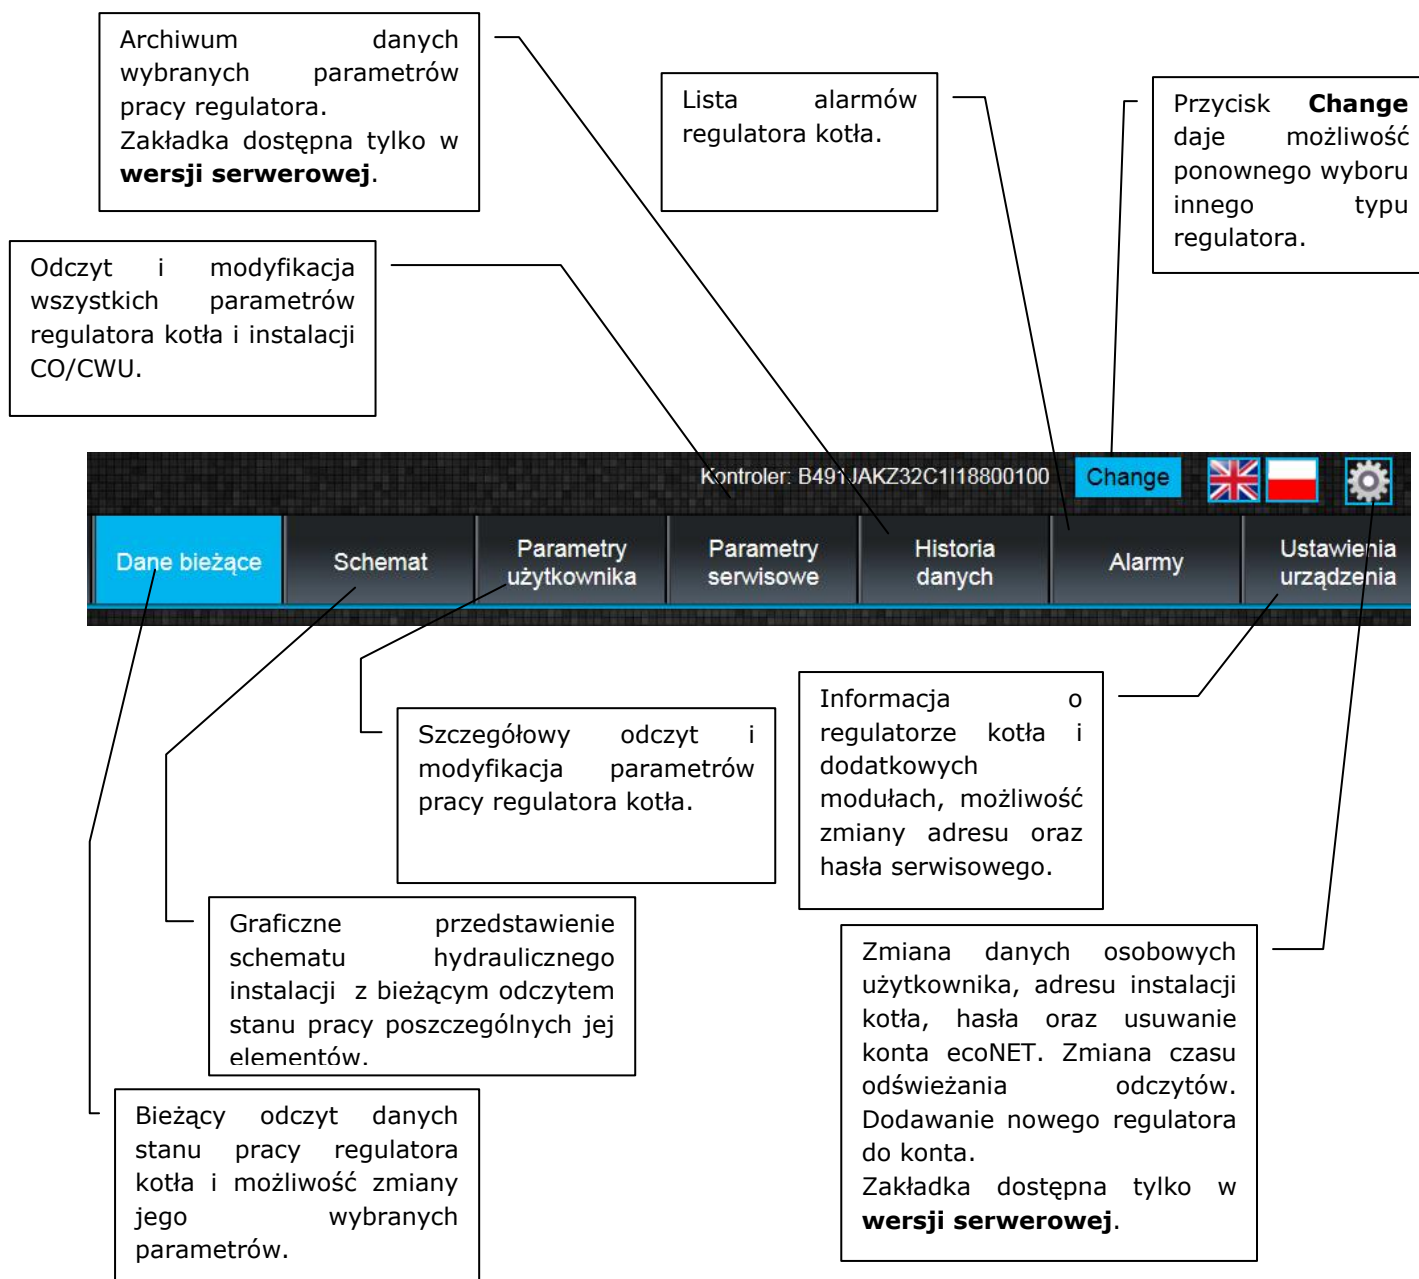 Archiwum danych
wybranych parametrów
pracy regulatora.
Zakładka dostępna tylko w
wersji serwerowej.
Lista alarmów
regulatora kotła.
Przycisk Change
daje możliwość
ponownego wyboru
innego typu
regulatora.
Odczyt i modyfikacja
wszystkich parametrów
regulatora kotła i instalacji
CO/CWU.
Kontroler: B491JAKZ32C1I18800100
Change
Dane bieżące
Schemat
Parametry
użytkownika
Parametry
serwisowe
Historia
danych
Alarmy
Ustawienia
urządzenia
Informacja o
regulatorze kotła i
dodatkowych
modułach, możliwość
zmiany adresu oraz
hasła serwisowego.
Szczegółowy odczyt i
modyfikacja parametrów
pracy regulatora kotła.
Graficzne przedstawienie
schematu hydraulicznego
instalacji z bieżącym odczytem
stanu pracy poszczególnych jej
elementów.
Zmiana danych osobowych
użytkownika, adresu instalacji
kotła, hasła oraz usuwanie
konta ecoNET. Zmiana czasu
odświeżania odczytów.
Dodawanie nowego regulatora
do konta.
Zakładka dostępna tylko w
wersji serwerowej.
Bieżący odczyt danych
stanu pracy regulatora
kotła i możliwość zmiany
jego wybranych
parametrów.